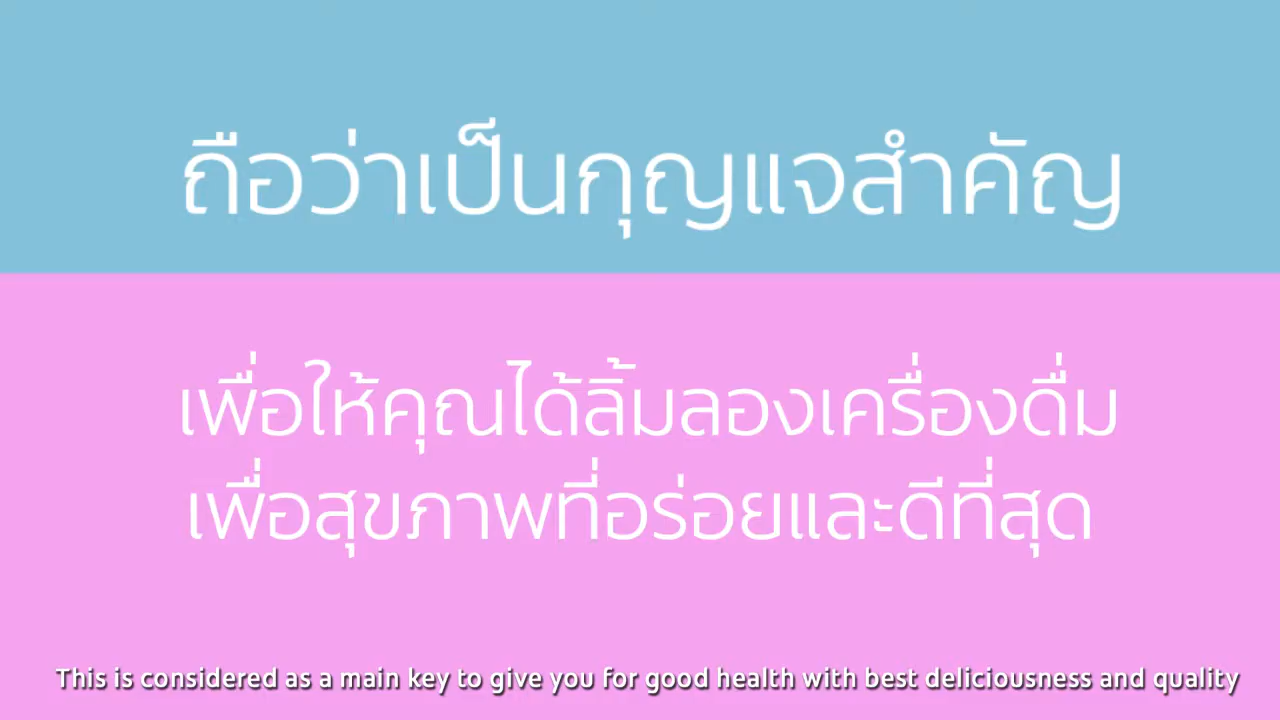 ถือว่าเป็นกุญแจสำคัญ
เพื่อให้คุณได้ลิ้มลองเครื่องดื่ม
เพื่อสุขภาพที่อร่อยและดีที่สุด
This is considered as a main key to give you for good health with best deliciousness and quality